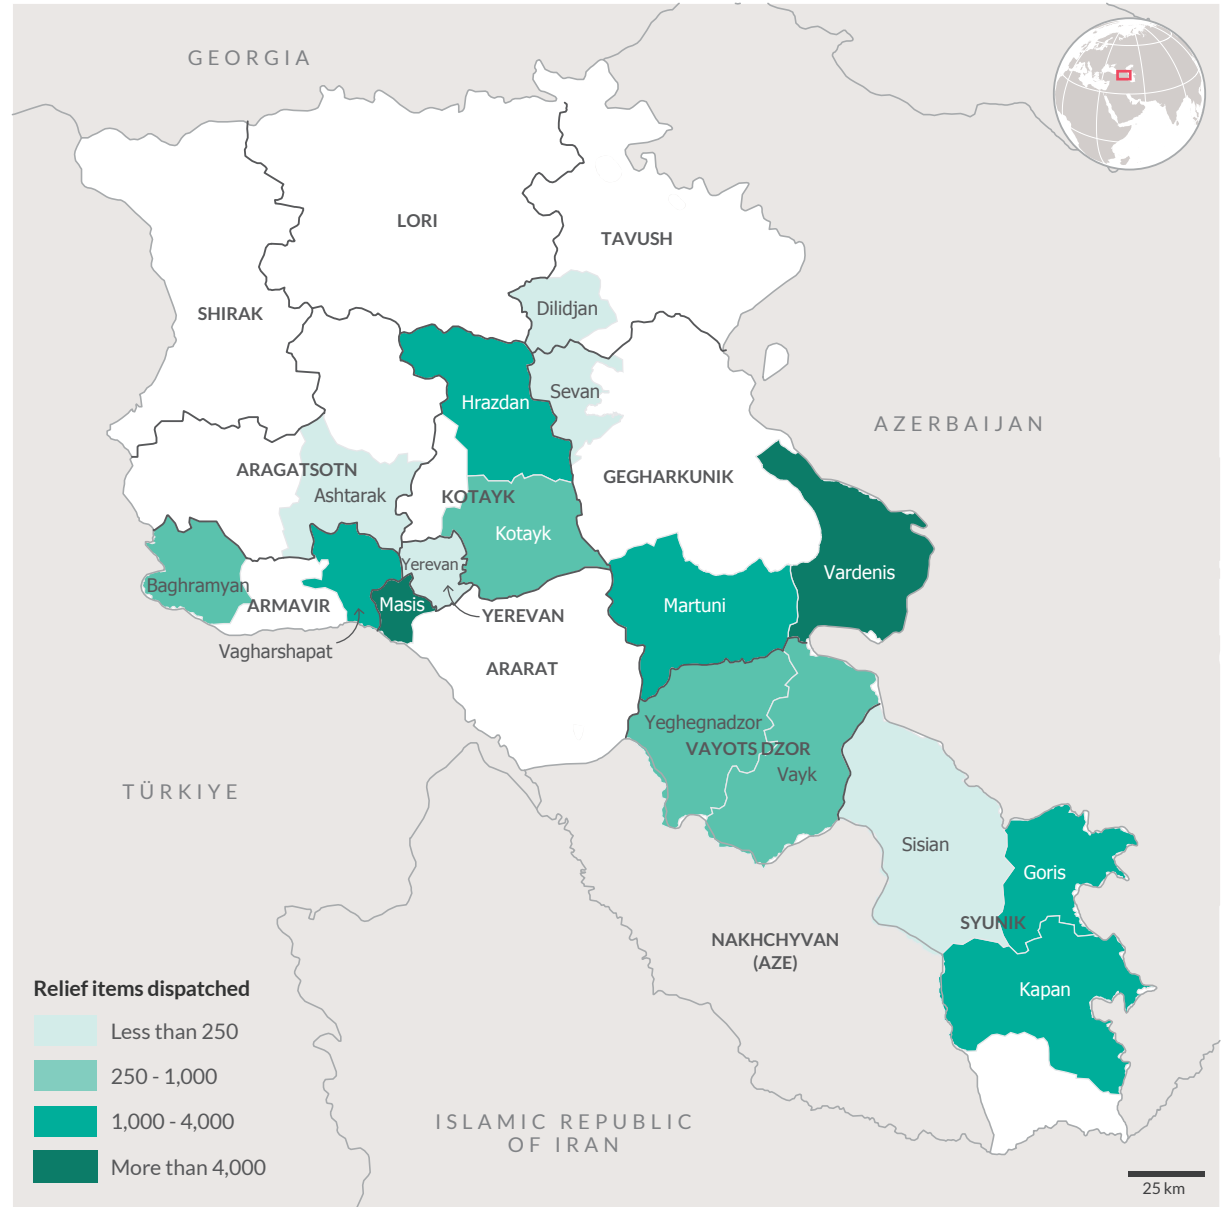 GEORGIA
LORI
TAVUSH
SHIRAK
Dilidjan
Sevan
Hrazdan
AZERBAIJAN
ARAGATSOTN
Ashtarak
GEGHARKUNIK
KOTAYK
Kotayk
Yerevan
Vardenis
Baghramyan
ARMAVIR
Masis
Martuni
YEREVAN
Vagharshapat
ARARAT
Yeghegnadzor
VAYOTS DZOR
Vayk
TÜRKIYE
Sisian
Goris
SYUNIK
NAKHCHYVAN
(AZE)
Kapan
Relief items dispatched
Less than 250
250 - 1,000
1,000 - 4,000
More than 4,000
ISLAMIC REPUBLIC
OF IRAN
25 km